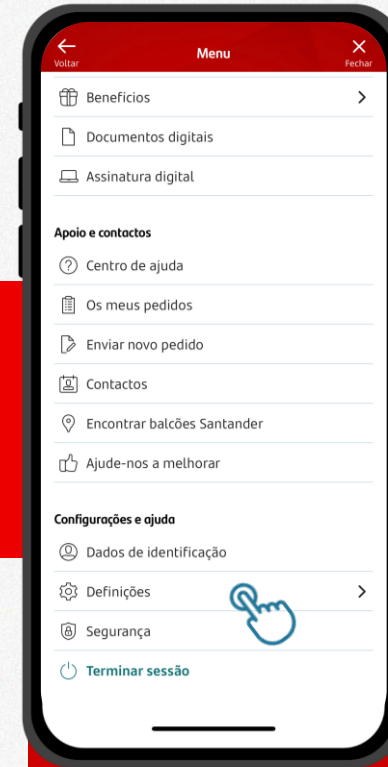 Menu
Voltar
Fechar
Benefícios
Documentos digitais
Assinatura digital
Apoio e contactos
Centro de ajuda
Os meus pedidos
Enviar novo pedido
Contactos
Encontrar balcões Santander
Ajude-nos a melhorar
Configurações e ajuda
Dados de identificação
Definições
Segurança
Terminar sessão